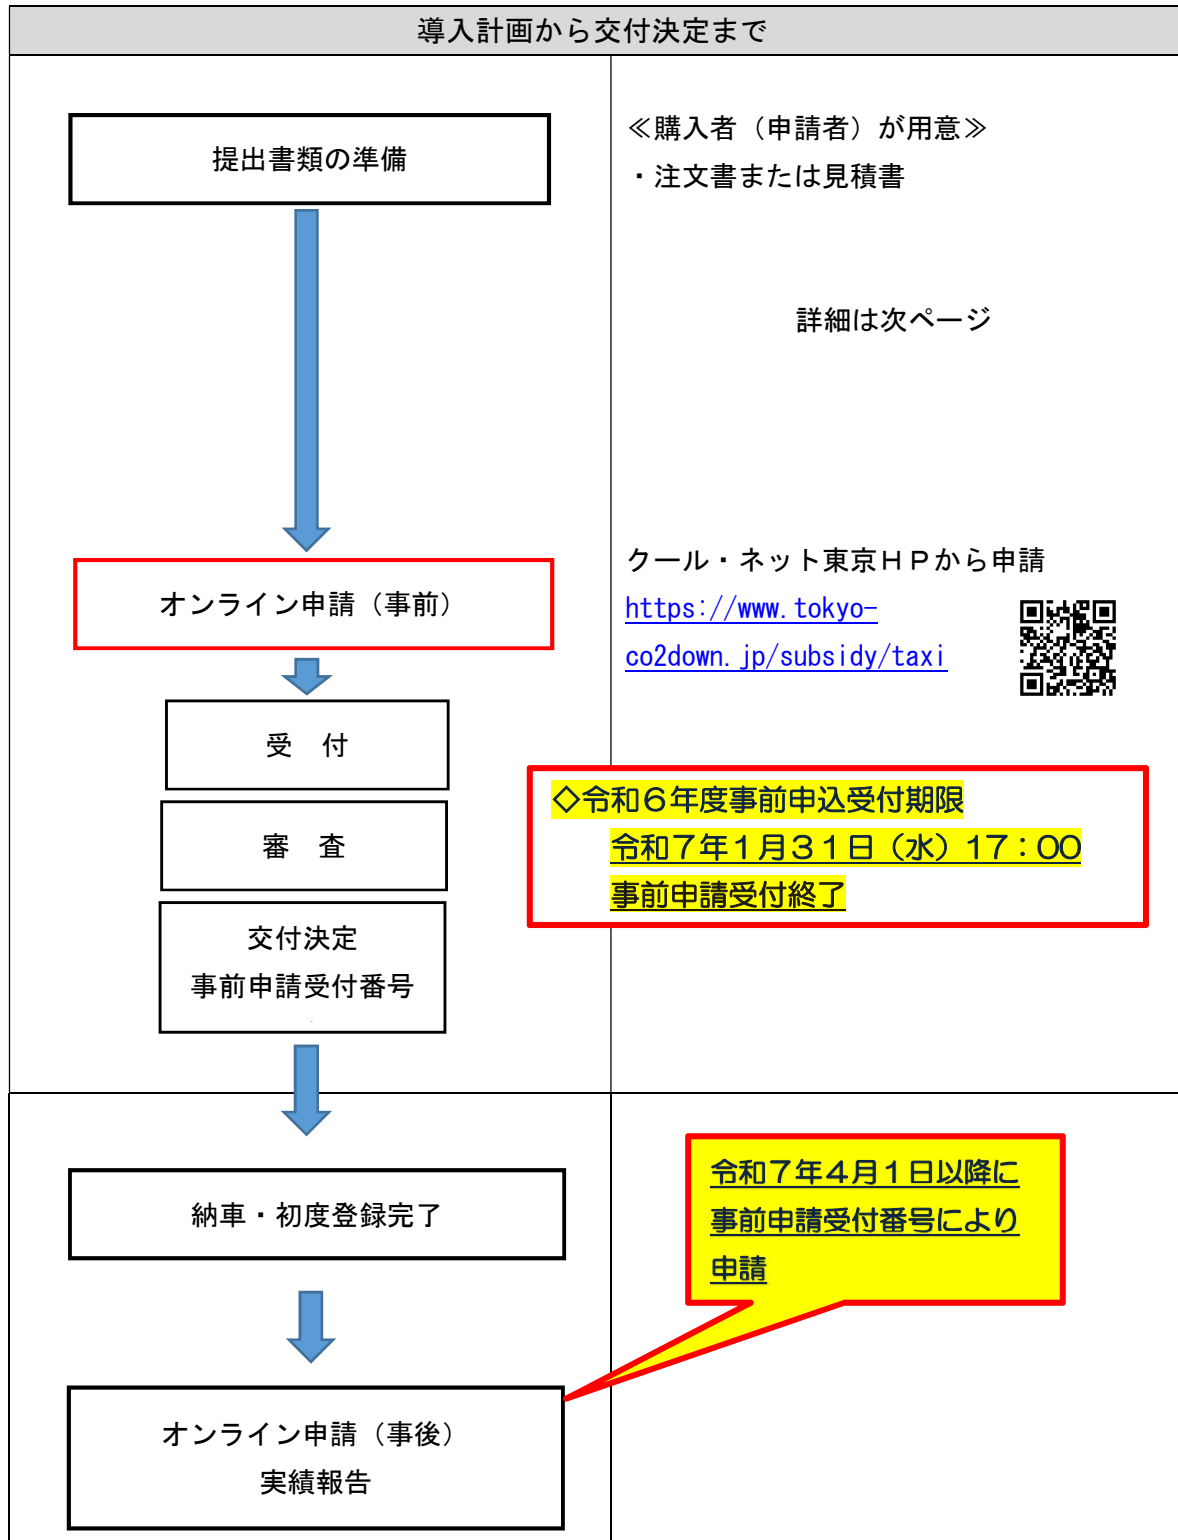 導入計画から交付決定まで
提出書類の準備
≪購入者（申請者）が用意≫
・注文書または見積書
詳細は次ページ
オンライン申請（事前）
クール・ネット東京ＨＰから申請
https://www.tokyo-
co2down.jp/subsidy/taxi
受　付
審　査
交付決定
事前申請受付番号
◇令和６年度事前申込受付期限
令和７年１月３１日（水）１７：００
事前申請受付終了
納車・初度登録完了
令和７年４月１日以降に
事前申請受付番号により
申請
オンライン申請（事後）
実績報告